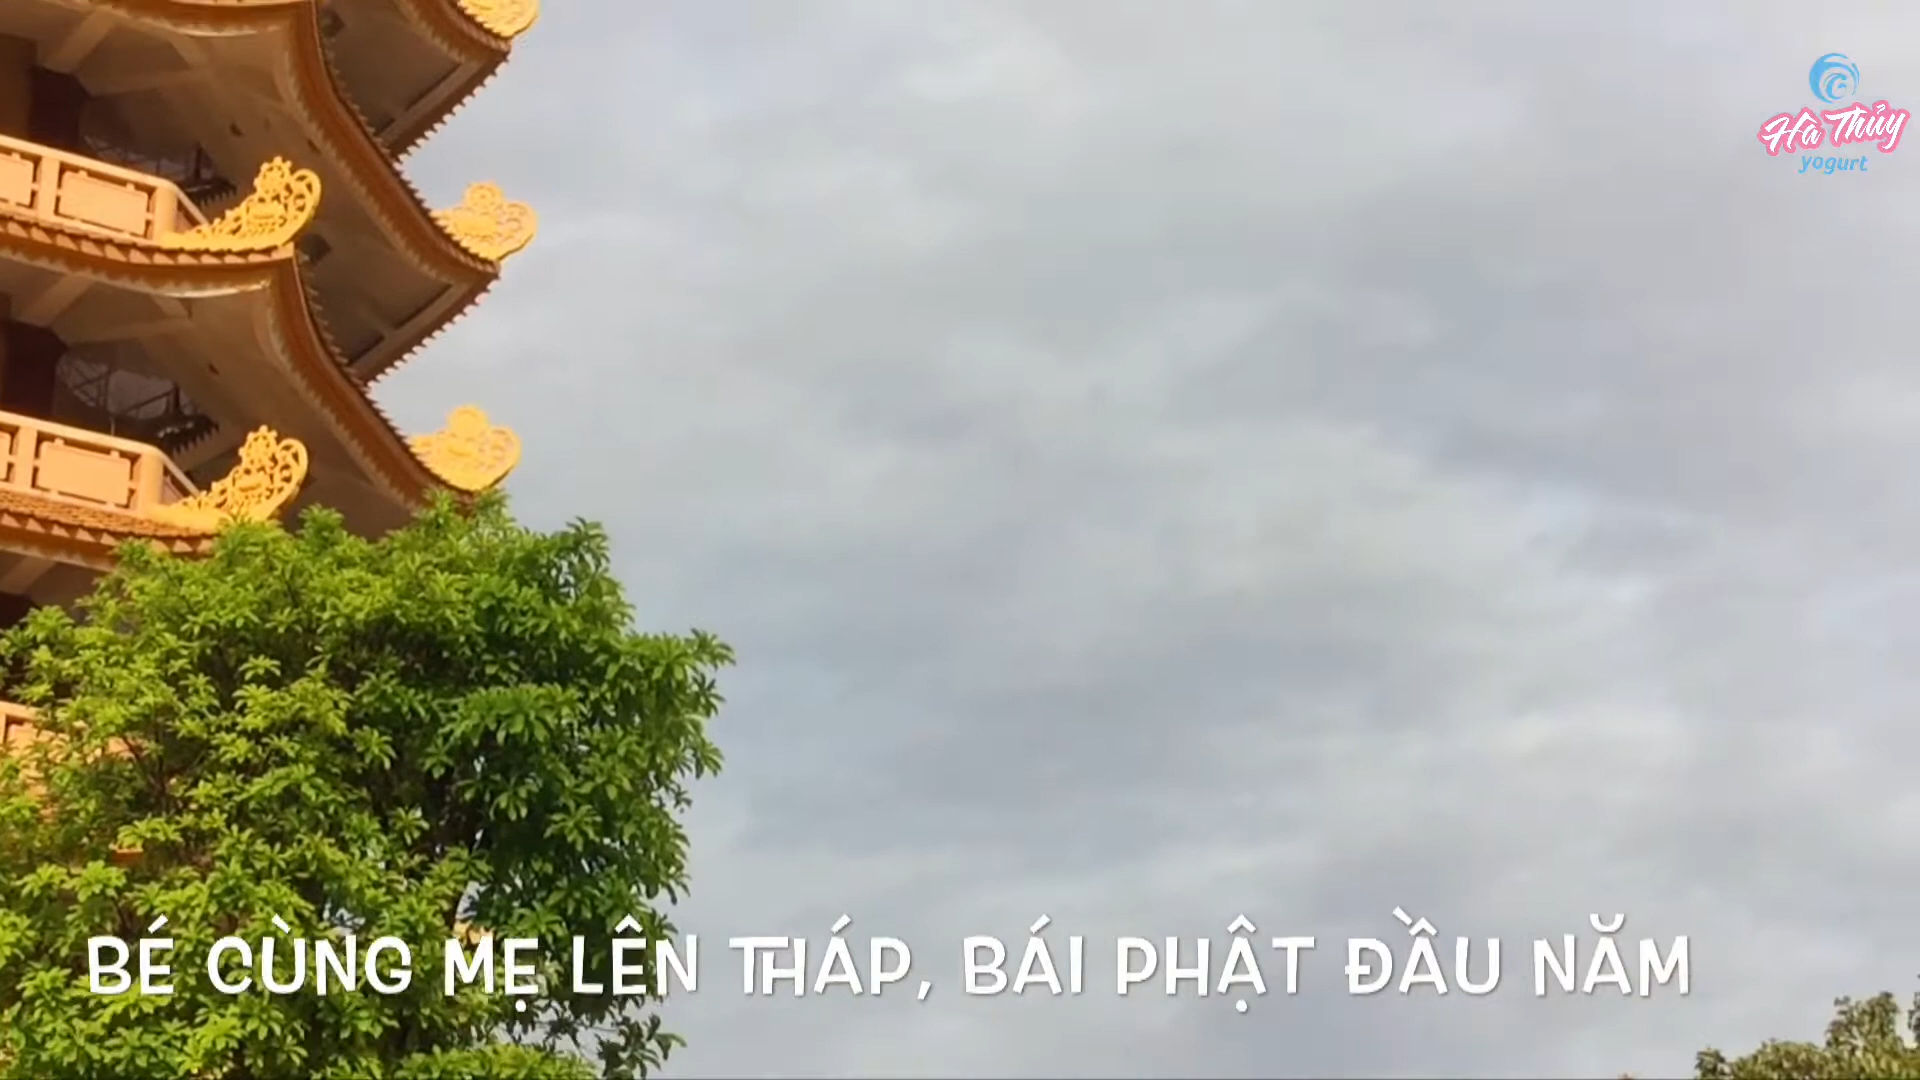 Hà Thủy
yogurt
BÉ CÙNG MẸ LÊN THÁP, BÁI PHẬT ĐẦU NĂM